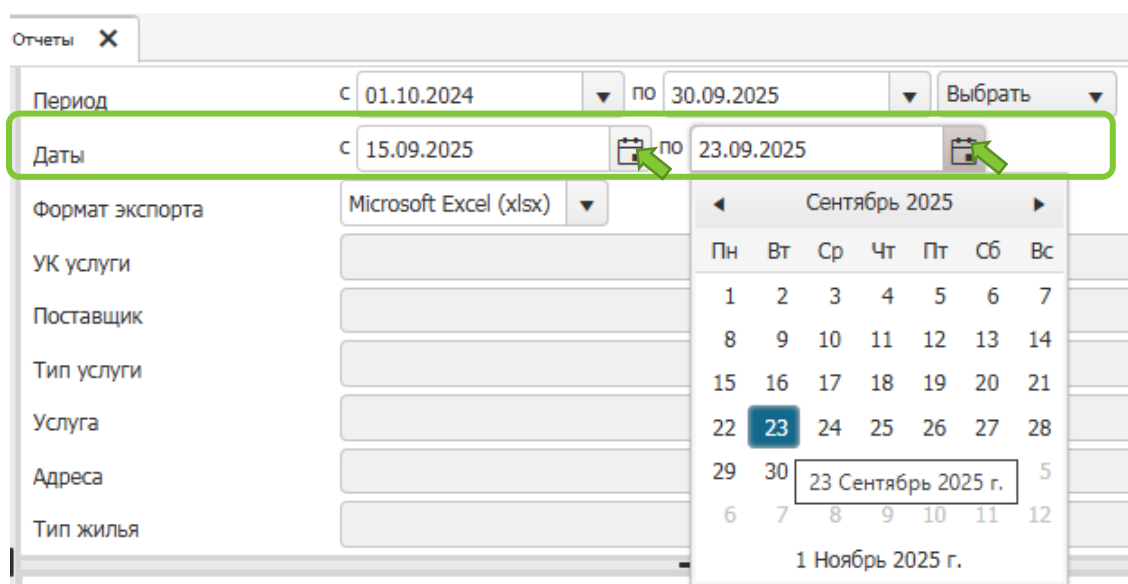 Отчеты
Период с 01.10.2024 по 30.09.2025 Выбрать
Даты с 15.09.2025 по 23.09.2025
Формат экспорта Microsoft Excel (xlsx)
Сентябрь 2025
УК услуги
Пн Вт Ср Чт Пт Сб Вс
Поставщик
1 2 3 4 5 6 7
8 9 10 11 12 13 14
Тип услуги
15 16 17 18 19 20 21
Услуга
22 23 24 25 26 27 28
Адреса
29 30 5
23 Сентябрь 2025 г.
6 7 8 9 10 11 12
Тип жилья
1 Ноябрь 2025 г.